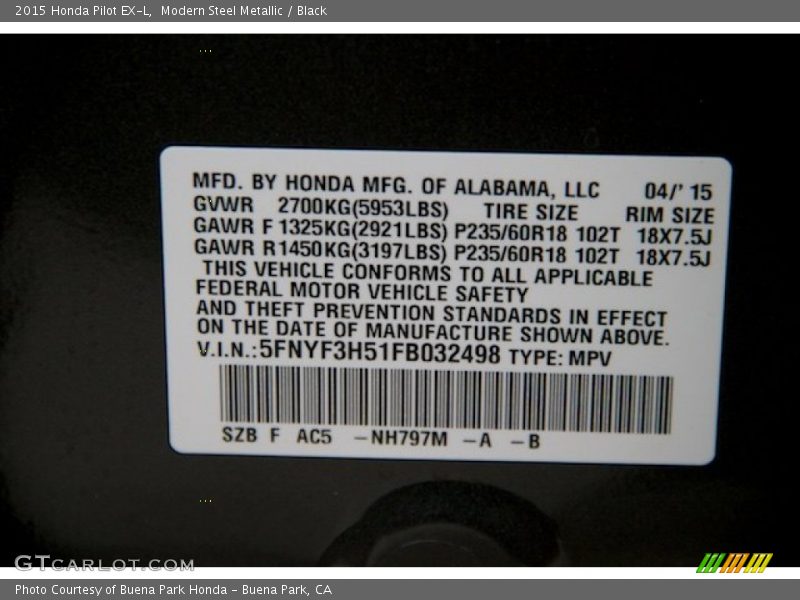 2015 Honda Pilot EX-L,  Modern Steel Metallic / Black
MFD. BY HONDA MFG. OF ALABAMA, LLC 04/' 15
GVWR 2700KG(5953LBS) TIRE SIZE RIM SIZE
GAWR F 1325KG(2921LBS) P235/60R18 102T 18X7.5J
GAWR R 1450KG(3197LBS) P235/60R18 102T 18X7.5J
THIS VEHICLE CONFORMS TO ALL APPLICABLE
FEDERAL MOTOR VEHICLE SAFETY
AND THEFT PREVENTION STANDARDS IN EFFECT
ON THE DATE OF MANUFACTURE SHOWN ABOVE.
V.I.N.: 5FNYF3H51FB032498 TYPE: MPV
SZB F AC5 -NH797M -A -B
GTCARLOT.COM
Photo Courtesy of Buena Park Honda - Buena Park, CA